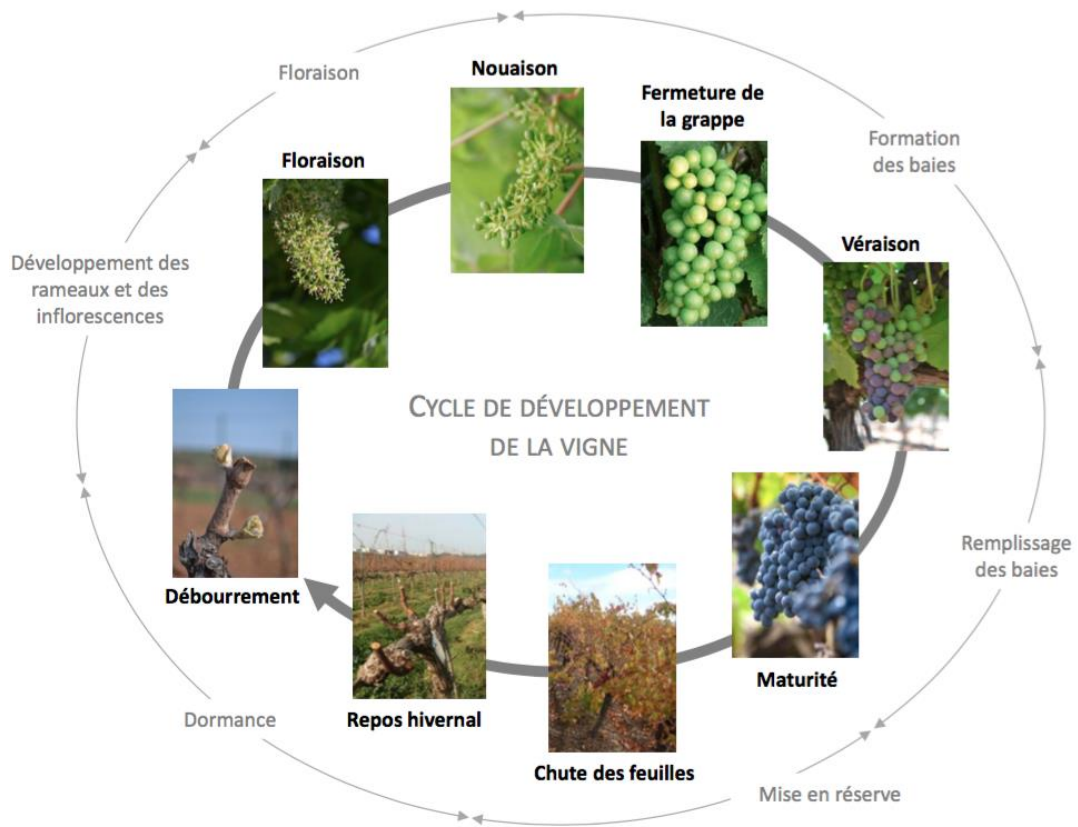 Floraison
Nouaison
Fermeture de
la grappe
Formation
des baies
Floraison
Véraison
Développement des
rameaux et des
inflorescences
CYCLE DE DÉVELOPPEMENT
DE LA VIGNE
Remplissage
des baies
Débourrement
Maturité
Dormance
Repos hivernal
Chute des feuilles
Mise en réserve